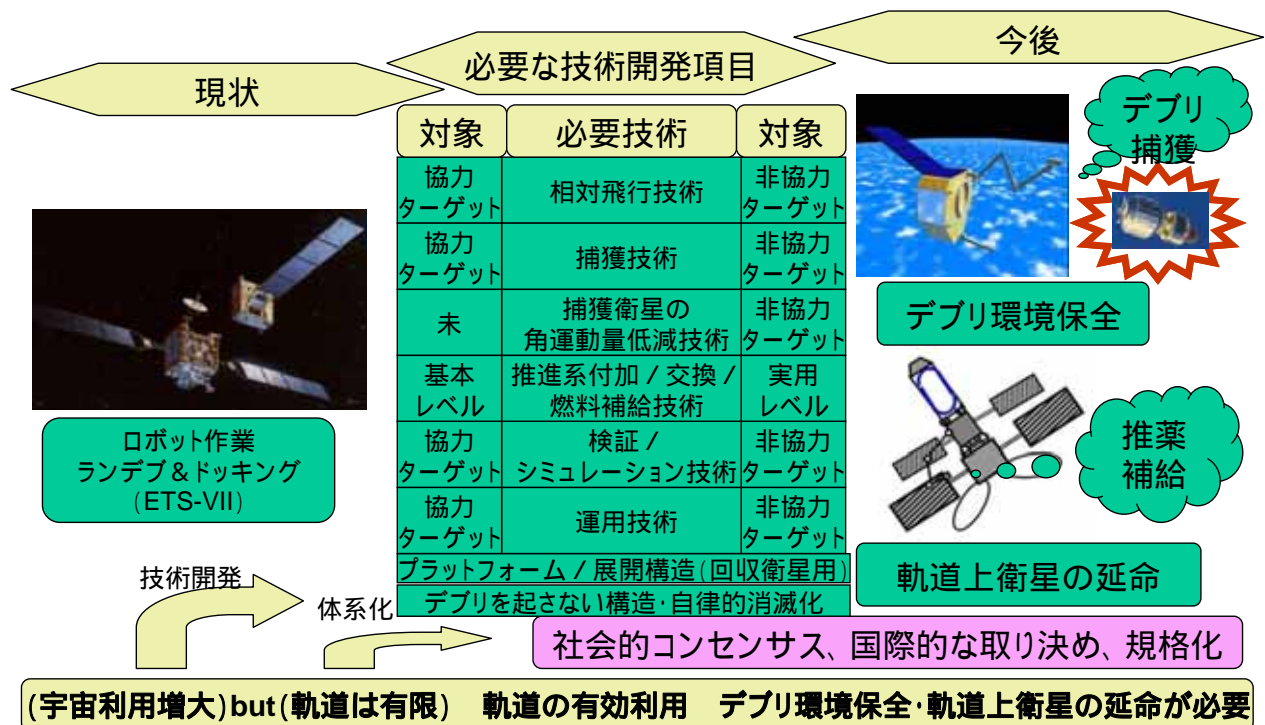 現状
必要な技術開発項目
今後
対象
必要技術
対象
協力
ターゲット
相対飛行技術
非協力
ターゲット
協力
ターゲット
捕獲技術
非協力
ターゲット
未
捕獲衛星の
角運動量低減技術
非協力
ターゲット
基本
レベル
推進系付加/交換/
燃料補給技術
実用
レベル
協力
ターゲット
検証/
シミュレーション技術
非協力
ターゲット
協力
ターゲット
運用技術
非協力
ターゲット
プラットフォーム/展開構造(回収衛星用)
デブリを起さない構造・自律的消滅化
ロボット作業
ランデブ&ドッキング
(ETS-VII)
デブリ
捕獲
デブリ環境保全
推薬
補給
軌道上衛星の延命
技術開発
体系化
社会的コンセンサス、国際的な取り決め、規格化
(宇宙利用増大)but(軌道は有限) 軌道の有効利用 デブリ環境保全・軌道上衛星の延命が必要